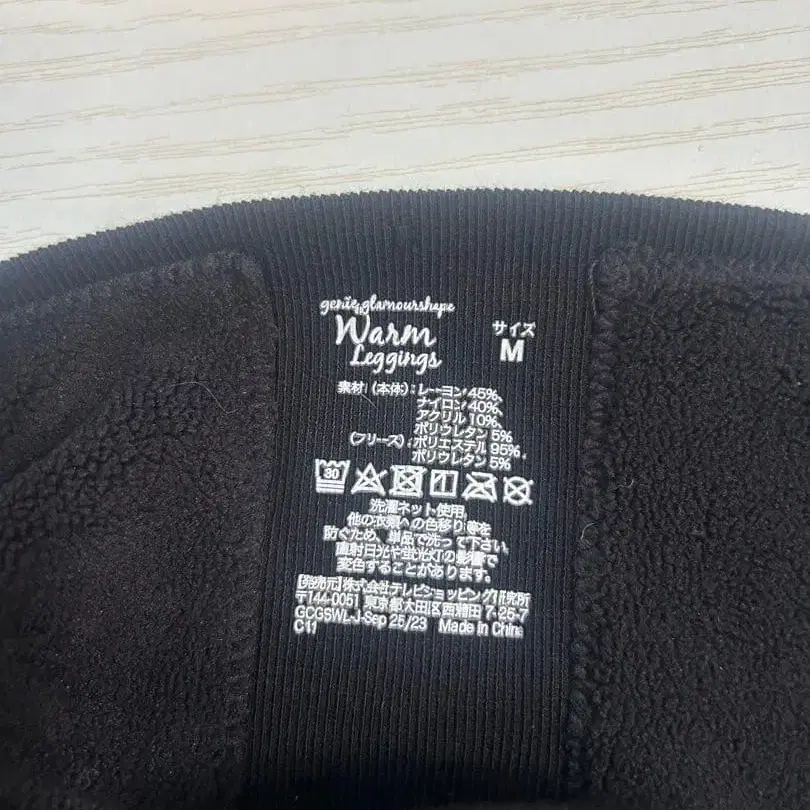 genie glamourshape
Warm
Leggings
サイズ
M
素材 (本体):レーヨン 45%
ナイロン 40%
アクリル 10%
ポリウレタン 5%
(フリース):ポリエステル 95%
ポリウレタン 5%
30
洗濯ネット使用
他の衣類への色移り等を
防ぐため、単品で洗って下さい
直射日光や蛍光灯の影響で
変色することがあります。
【発売元】株式会社テレビショッピング研究所
〒144-0051 東京都大田区西蒲田 7-25-7
GCGSWL-J-Sep 25/23 Made in China
C11